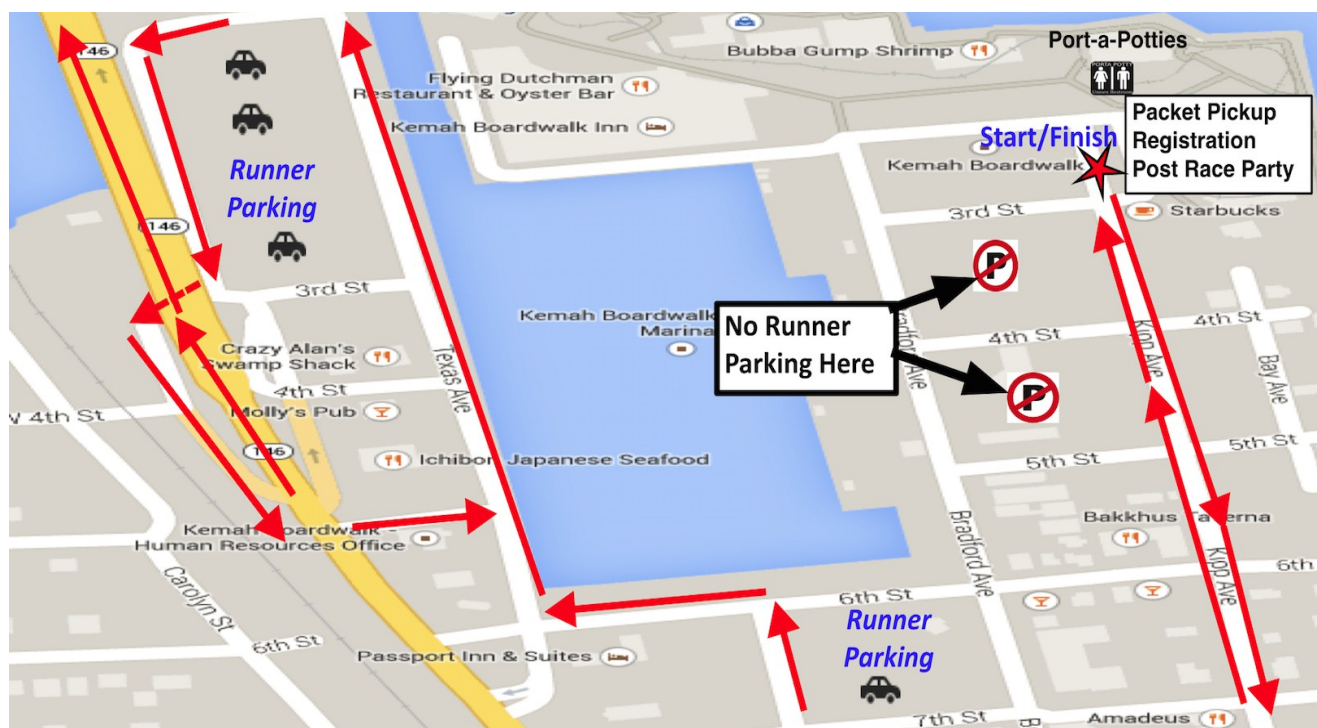 146
Bubba Gump Shrimp
Port-a-Potties
PORTA POTTY
Flying Dutchman
Restaurant & Oyster Bar
Kemah Boardwalk Inn
Start/Finish
Packet Pickup
Registration
Post Race Party
Kemah Boardwalk
Runner
Parking
3rd St
Starbucks
146
P
3rd St
Kemah Boardwalk
Marina
No Runner
Parking Here
Bradford Ave
4th St
Kipp Ave
4th St
Bay Ave
Crazy Alan's
Swamp Shack
Texas Ave
4th St
P
Molly's Pub
W 4th St
146
Ichibon Japanese Seafood
5th St
5th St
Kemah Boardwalk -
Human Resources Office
Bradford Ave
Bakkhus Taverna
Kipp Ave
Carolyn St
6th St
6th St
6th St
Runner
Parking
Passport Inn & Suites
7th St
Amadeus